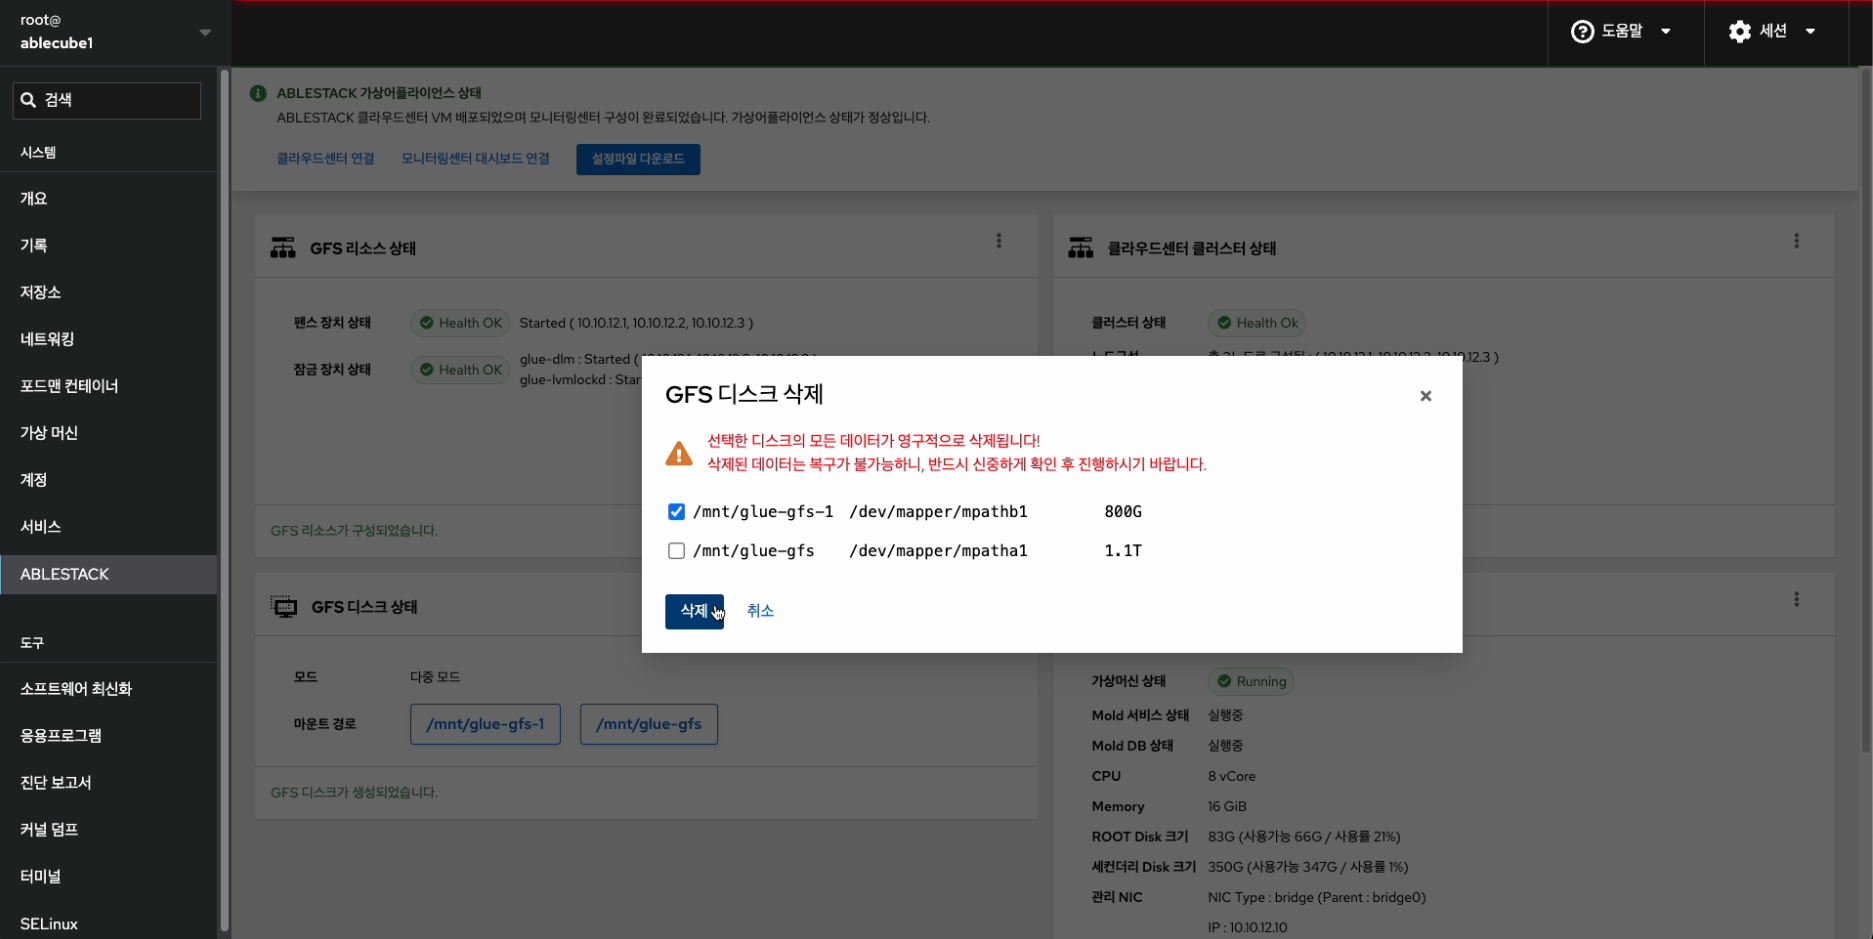 root@
ablecube1
도움말
세션
검색
시스템
개요
기록
저장소
네트워킹
포드맨 컨테이너
가상 머신
계정
서비스
ABLESTACK
도구
소프트웨어 최신화
응용프로그램
진단 보고서
커널 덤프
터미널
SELinux
ABLESTACK 가상어플라이언스 상태
ABLESTACK 클라우드센터 VM 배포되었으며 모니터링센터 구성이 완료되었습니다. 가상어플라이언스 상태가 정상입니다.
클라우드센터 연결 모니터링센터 대시보드 연결 설정파일 다운로드
GFS 리소스 상태
펜스 장치 상태 Health OK Started ( 10.10.12.1, 10.10.12.2, 10.10.12.3 )
잠금 장치 상태 Health OK
glue-dlm : Started (
glue-lvmlockd : Star
GFS 리소스가 구성되었습니다.
클라우드센터 클러스터 상태
클러스터 상태 Health Ok
GFS 디스크 삭제
선택한 디스크의 모든 데이터가 영구적으로 삭제됩니다!
삭제된 데이터는 복구가 불가능하니, 반드시 신중하게 확인 후 진행하시기 바랍니다.
/mnt/glue-gfs-1 /dev/mapper/mpathb1 800G
/mnt/glue-gfs /dev/mapper/mpatha1 1.1T
삭제 취소
GFS 디스크 상태
모드 다중 모드
마운트 경로 /mnt/glue-gfs-1 /mnt/glue-gfs
GFS 디스크가 생성되었습니다.
가상머신 상태 Running
Mold 서비스 상태 실행중
Mold DB 상태 실행중
CPU 8 vCore
Memory 16 GiB
ROOT Disk 크기 83G (사용가능 66G / 사용률 21%)
세컨더리 Disk 크기 350G (사용가능 347G / 사용률 1%)
관리 NIC NIC Type : bridge (Parent : bridge0)
IP : 10.10.12.10